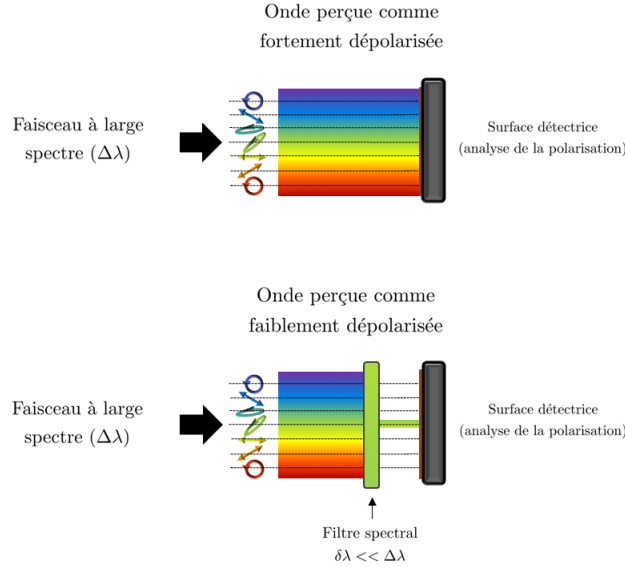 Onde perçue comme
fortement dépolarisée
Faisceau à large
spectre (Δλ)
Surface détectrice
(analyse de la polarisation)
Onde perçue comme
faiblement dépolarisée
Faisceau à large
spectre (Δλ)
Surface détectrice
(analyse de la polarisation)
Filtre spectral
δλ << Δλ